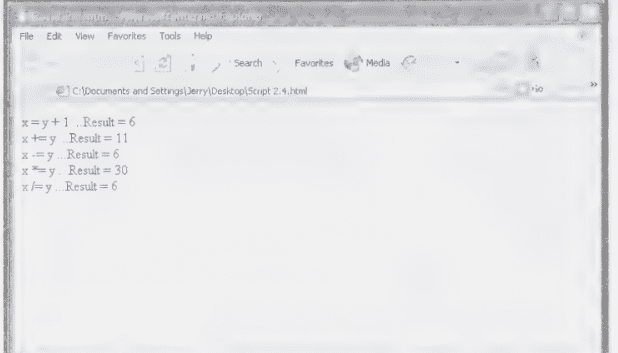 File Edit View Favorites Tools Help
Search Favorites Media
C:\Documents and Settings\Jerry\Desktop\Script 2.4.html
x = y + 1 ...Result = 6
x += y ...Result = 11
x -= y ...Result = 6
x *= y . Result = 30
x /= y ...Result = 6